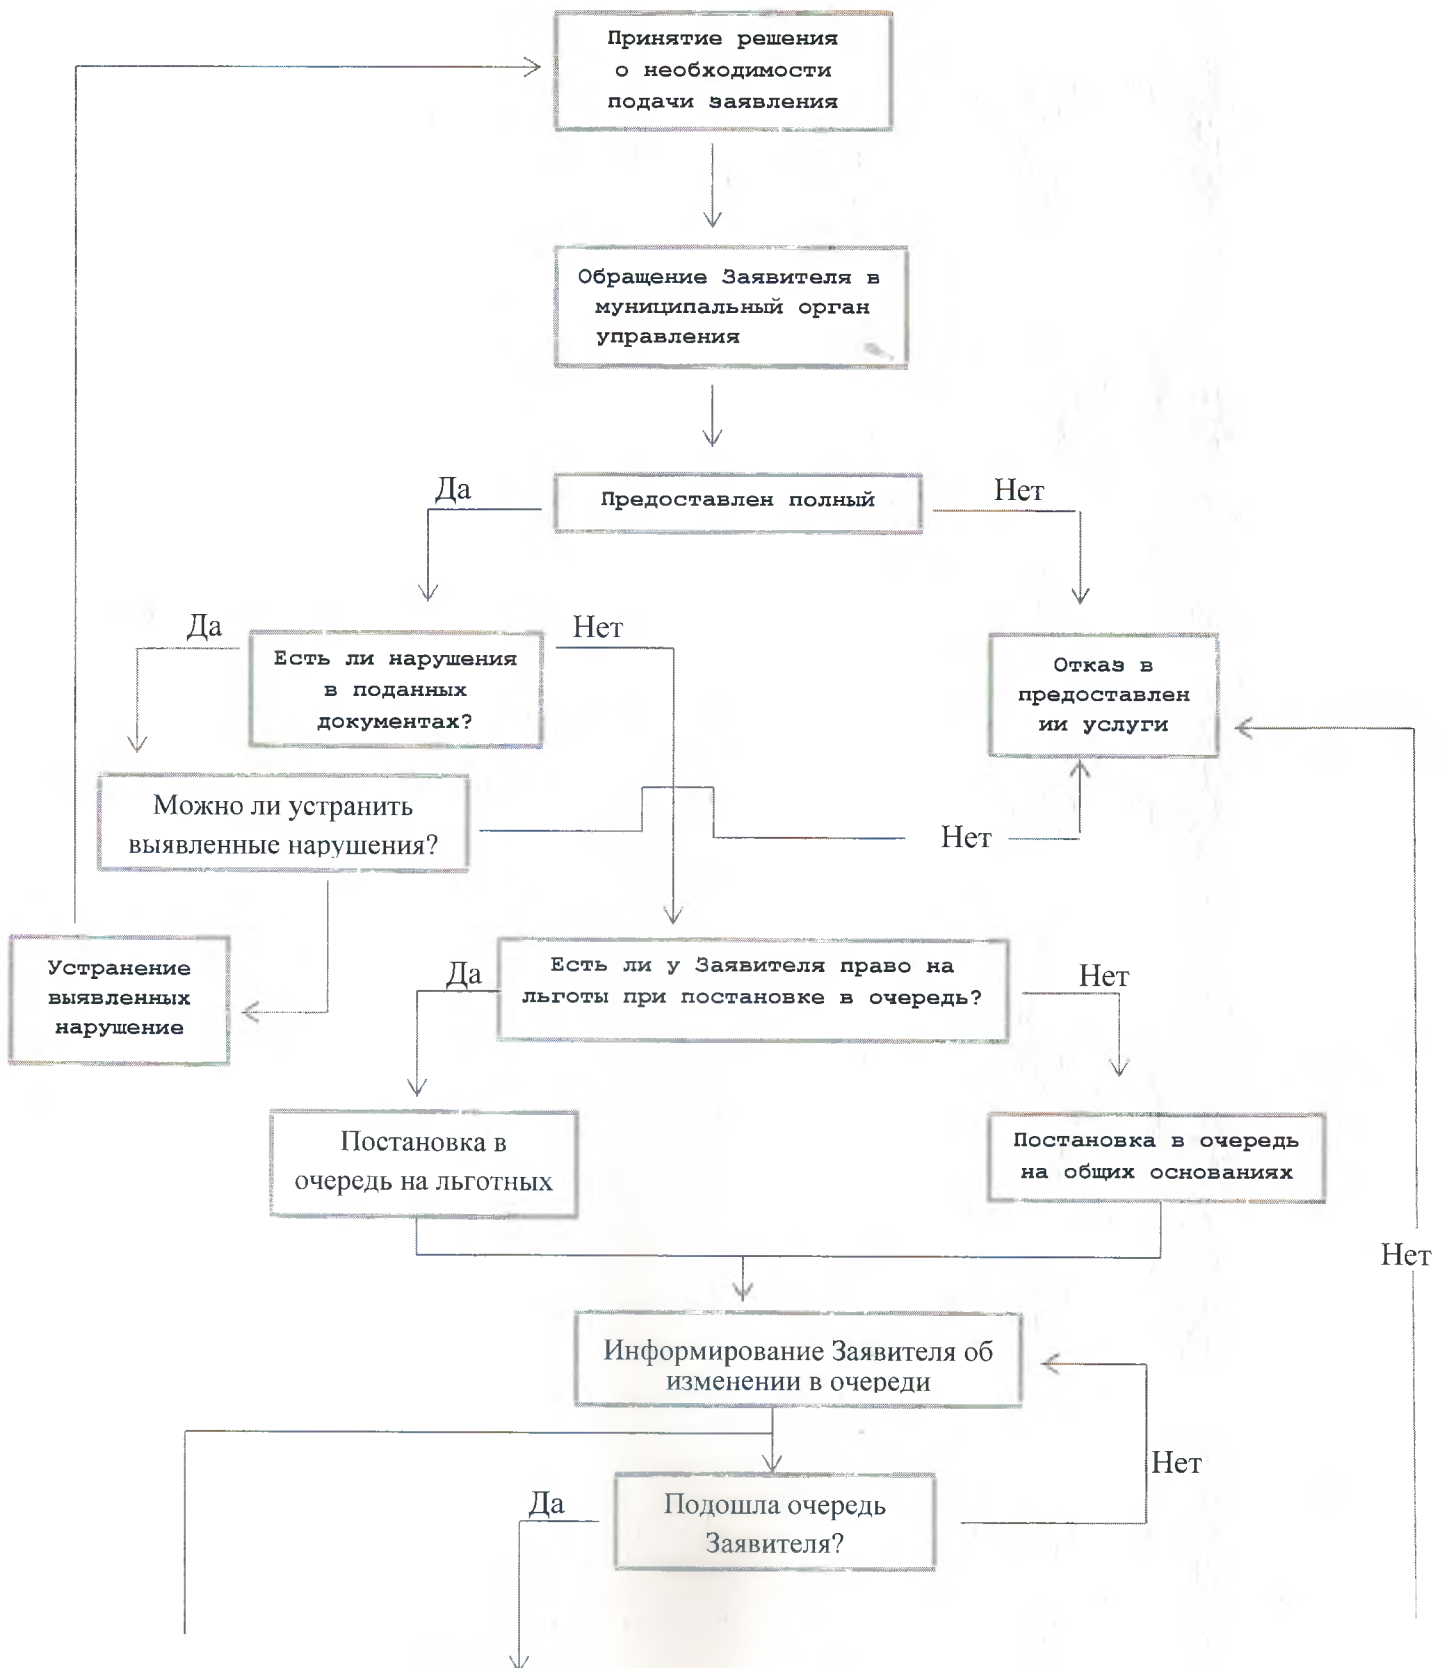 Принятие решения
о необходимости
подачи заявления
Обращение Заявителя в
муниципальный орган
управления
Да
Предоставлен полный
Нет
Да
Есть ли нарушения
в поданных
документах?
Нет
Отказ в
предоставлен
ии услуги
Можно ли устранить
выявленные нарушения?
Нет
Устранение
выявленных
нарушение
Да
Есть ли у Заявителя право на
льготы при постановке в очередь?
Нет
Постановка в
очередь на льготных
Постановка в очередь
на общих основаниях
Нет
Информирование Заявителя об
изменении в очереди
Нет
Да
Подошла очередь
Заявителя?